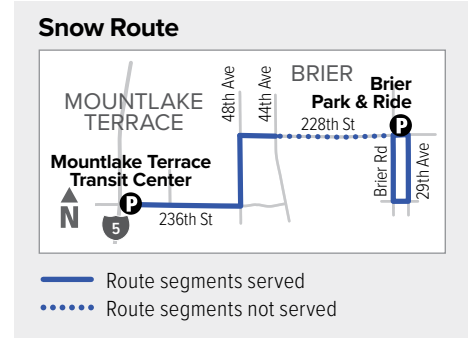 Snow Route
MOUNTLAKE
TERRACE
48th Ave
44th Ave
BRIER
Brier
Park & Ride
228th St
P
Brier Rd
29th Ave
Mountlake Terrace
Transit Center
P
236th St
N
5
Route segments served
Route segments not served